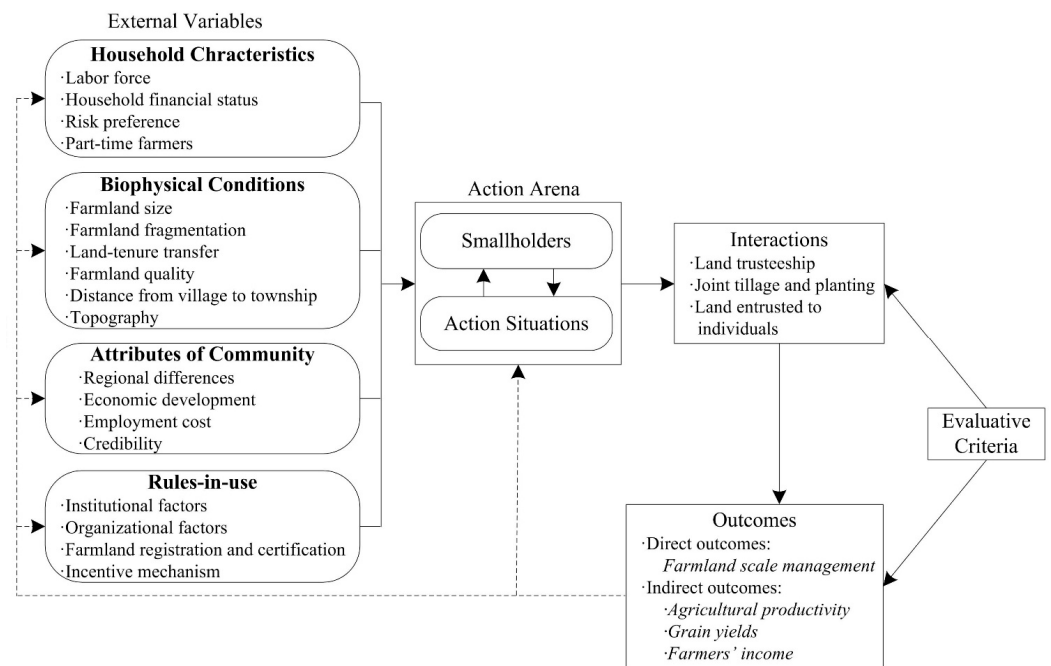 External Variables
Household Chracteristics
·Labor force
·Household financial status
·Risk preference
·Part-time farmers
Biophysical Conditions
·Farmland size
·Farmland fragmentation
·Land-tenure transfer
·Farmland quality
·Distance from village to township
·Topography
Attributes of Community
·Regional differences
·Economic development
·Employment cost
·Credibility
Rules-in-use
·Institutional factors
·Organizational factors
·Farmland registration and certification
·Incentive mechanism
Action Arena
Smallholders
Action Situations
Interactions
·Land trusteeship
·Joint tillage and planting
·Land entrusted to
individuals
Evaluative
Criteria
Outcomes
·Direct outcomes:
Farmland scale management
·Indirect outcomes:
·Agricultural productivity
·Grain yields
·Farmers' income